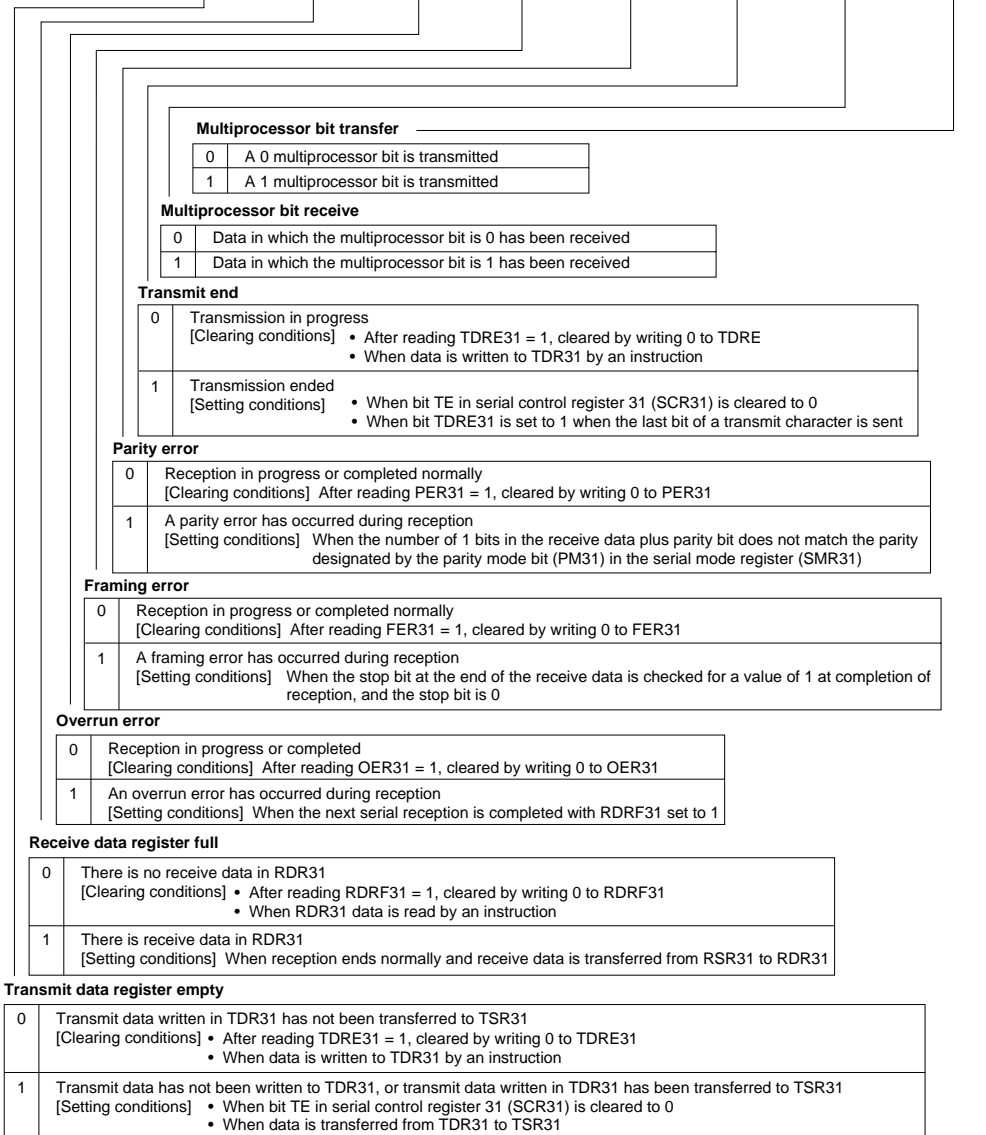 Multiprocessor bit transfer
0 A 0 multiprocessor bit is transmitted
1 A 1 multiprocessor bit is transmitted
Multiprocessor bit receive
0 Data in which the multiprocessor bit is 0 has been received
1 Data in which the multiprocessor bit is 1 has been received
Transmit end
0 Transmission in progress
[Clearing conditions] • After reading TDRE31 = 1, cleared by writing 0 to TDRE
• When data is written to TDR31 by an instruction
1 Transmission ended
[Setting conditions] • When bit TE in serial control register 31 (SCR31) is cleared to 0
• When bit TDRE31 is set to 1 when the last bit of a transmit character is sent
Parity error
0 Reception in progress or completed normally
[Clearing conditions] After reading PER31 = 1, cleared by writing 0 to PER31
1 A parity error has occurred during reception
[Setting conditions] When the number of 1 bits in the receive data plus parity bit does not match the parity
designated by the parity mode bit (PM31) in the serial mode register (SMR31)
Framing error
0 Reception in progress or completed normally
[Clearing conditions] After reading FER31 = 1, cleared by writing 0 to FER31
1 A framing error has occurred during reception
[Setting conditions] When the stop bit at the end of the receive data is checked for a value of 1 at completion of
reception, and the stop bit is 0
Overrun error
0 Reception in progress or completed
[Clearing conditions] After reading OER31 = 1, cleared by writing 0 to OER31
1 An overrun error has occurred during reception
[Setting conditions] When the next serial reception is completed with RDRF31 set to 1
Receive data register full
0 There is no receive data in RDR31
[Clearing conditions] • After reading RDRF31 = 1, cleared by writing 0 to RDRF31
• When RDR31 data is read by an instruction
1 There is receive data in RDR31
[Setting conditions] When reception ends normally and receive data is transferred from RSR31 to RDR31
Transmit data register empty
0 Transmit data written in TDR31 has not been transferred to TSR31
[Clearing conditions] • After reading TDRE31 = 1, cleared by writing 0 to TDRE31
• When data is written to TDR31 by an instruction
1 Transmit data has not been written to TDR31, or transmit data written in TDR31 has been transferred to TSR31
[Setting conditions] • When bit TE in serial control register 31 (SCR31) is cleared to 0
• When data is transferred from TDR31 to TSR31